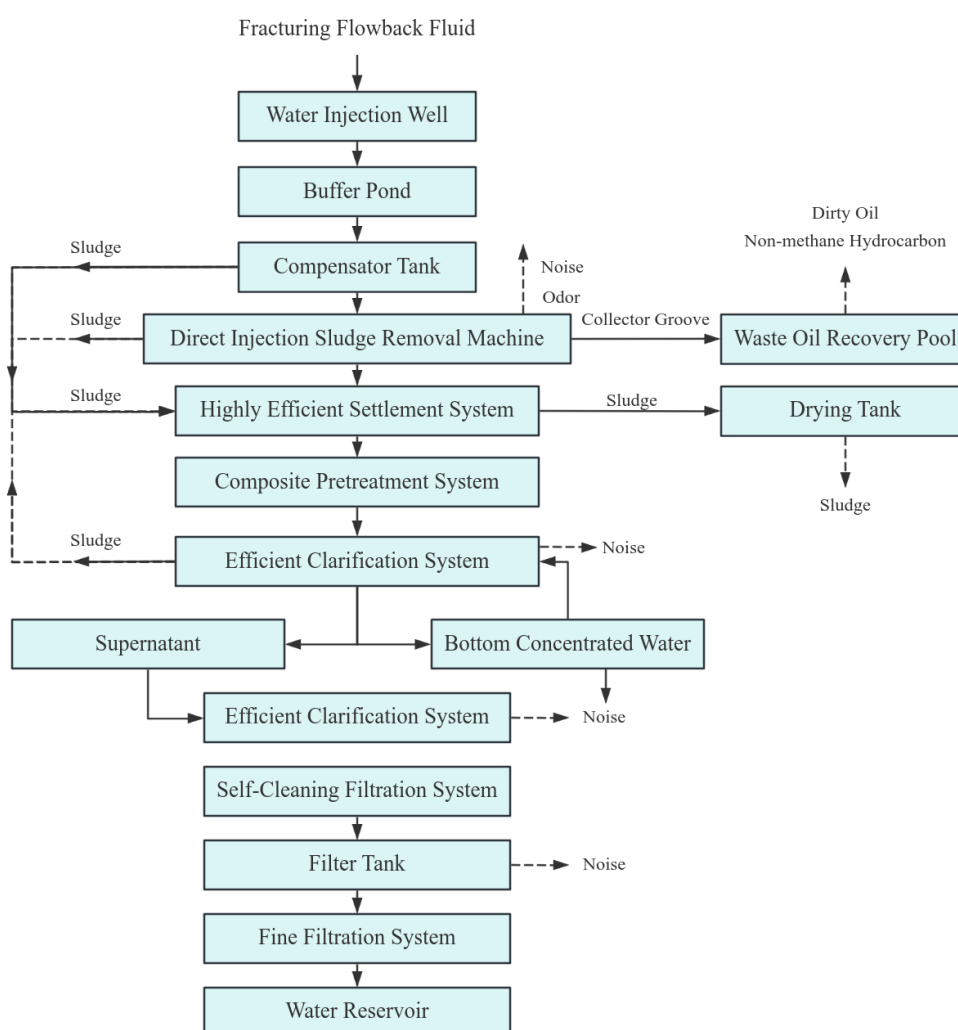 Fracturing Flowback Fluid
Water Injection Well
Buffer Pond
Dirty Oil
Non-methane Hydrocarbon
Sludge
Compensator Tank
Noise
Odor
Sludge
Direct Injection Sludge Removal Machine
Collector Groove
Waste Oil Recovery Pool
Sludge
Highly Efficient Settlement System
Sludge
Drying Tank
Composite Pretreatment System
Sludge
Sludge
Efficient Clarification System
Noise
Supernatant
Bottom Concentrated Water
Efficient Clarification System
Noise
Self-Cleaning Filtration System
Filter Tank
Noise
Fine Filtration System
Water Reservoir